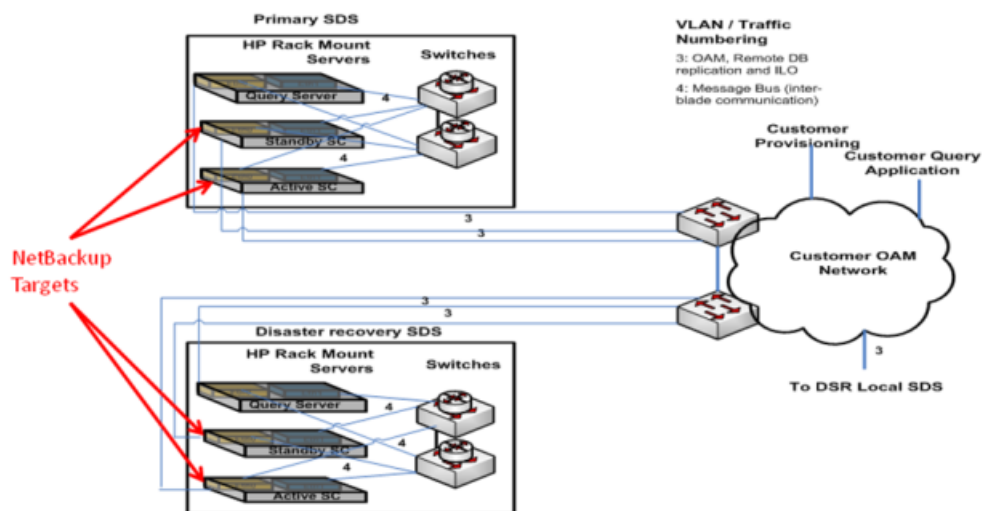 Primary SDS
HP Rack Mount
Servers
Switches
Query Server
4
Standby SC
4
Active SC
3
3
VLAN / Traffic
Numbering
3: OAM, Remote DB
replication and ILO
4: Message Bus (inter-
blade communication)
Customer
Provisioning
Customer Query
Application
Customer OAM
Network
3
To DSR Local SDS
NetBackup
Targets
3
3
Disaster recovery SDS
HP Rack Mount
Servers
Switches
Query Server
4
Standby SC
4
4
Active SC